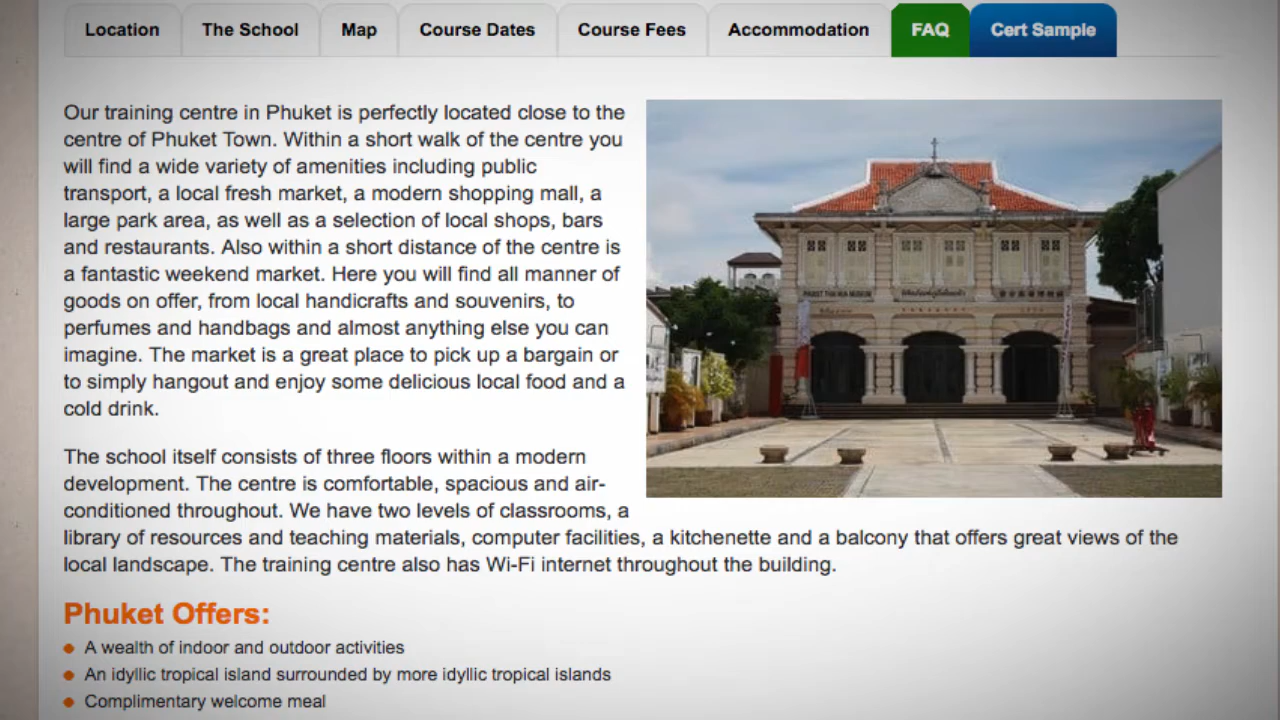 Location
The School
Map
Course Dates
Course Fees
Accommodation
FAQ
Cert Sample
Our training centre in Phuket is perfectly located close to the
centre of Phuket Town. Within a short walk of the centre you
will find a wide variety of amenities including public
transport, a local fresh market, a modern shopping mall, a
large park area, as well as a selection of local shops, bars
and restaurants. Also within a short distance of the centre is
a fantastic weekend market. Here you will find all manner of
goods on offer, from local handicrafts and souvenirs, to
perfumes and handbags and almost anything else you can
imagine. The market is a great place to pick up a bargain or
to simply hangout and enjoy some delicious local food and a
cold drink.
The school itself consists of three floors within a modern
development. The centre is comfortable, spacious and air-
conditioned throughout. We have two levels of classrooms, a
library of resources and teaching materials, computer facilities, a kitchenette and a balcony that offers great views of the
local landscape. The training centre also has Wi-Fi internet throughout the building.
Phuket Offers:
A wealth of indoor and outdoor activities
An idyllic tropical island surrounded by more idyllic tropical islands
Complimentary welcome meal
PHUKET THAI HUA MUSEUM